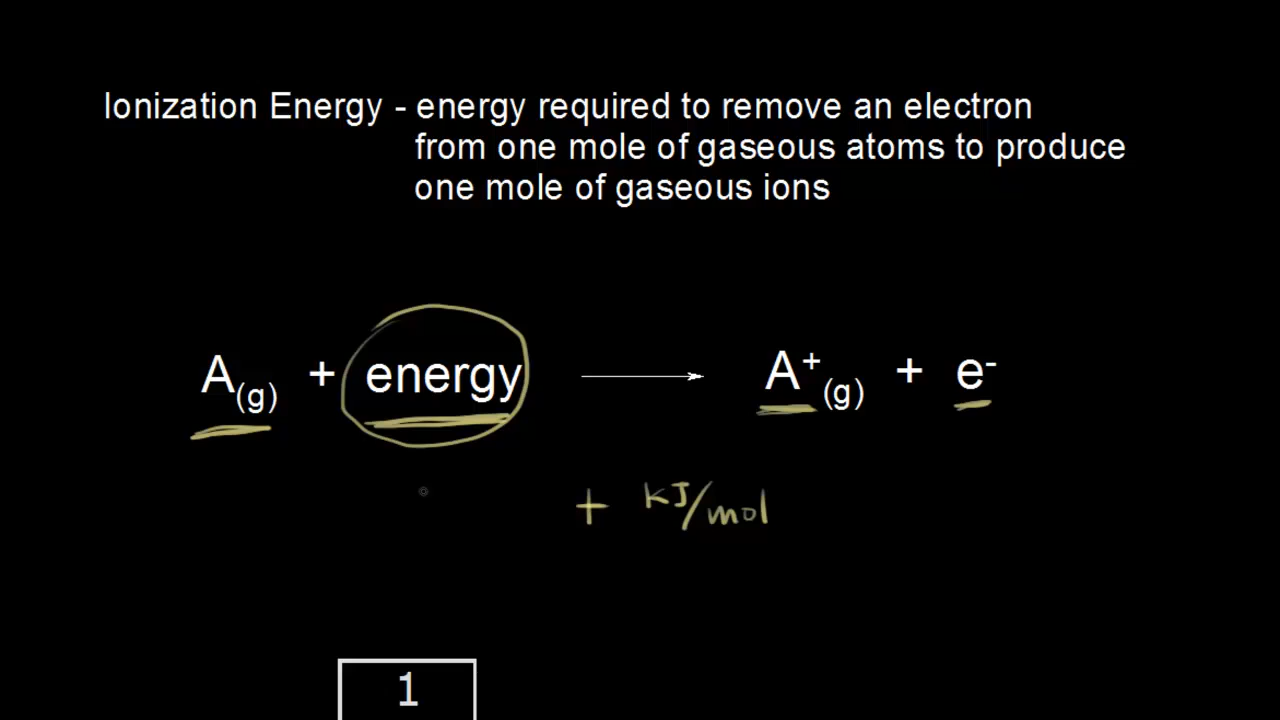 Ionization Energy - energy required to remove an electron
from one mole of gaseous atoms to produce
one mole of gaseous ions
A(g) + energy → A⁺(g) + e⁻
+ kJ/mol
1